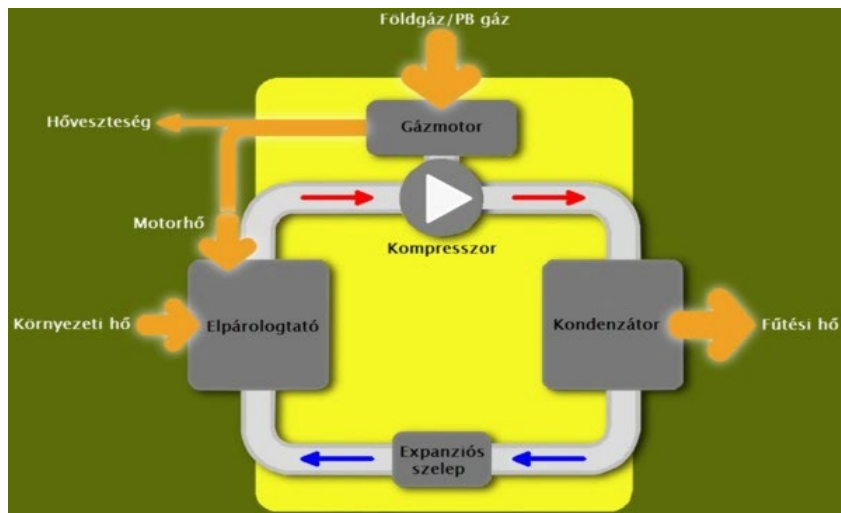 Földgáz/PB gáz
Hőveszteség
Gázmotor
Motorhő
Kompresszor
Környezeti hő
Elpárologtató
Kondenzátor
Fűtési hő
Expanziós
szelep